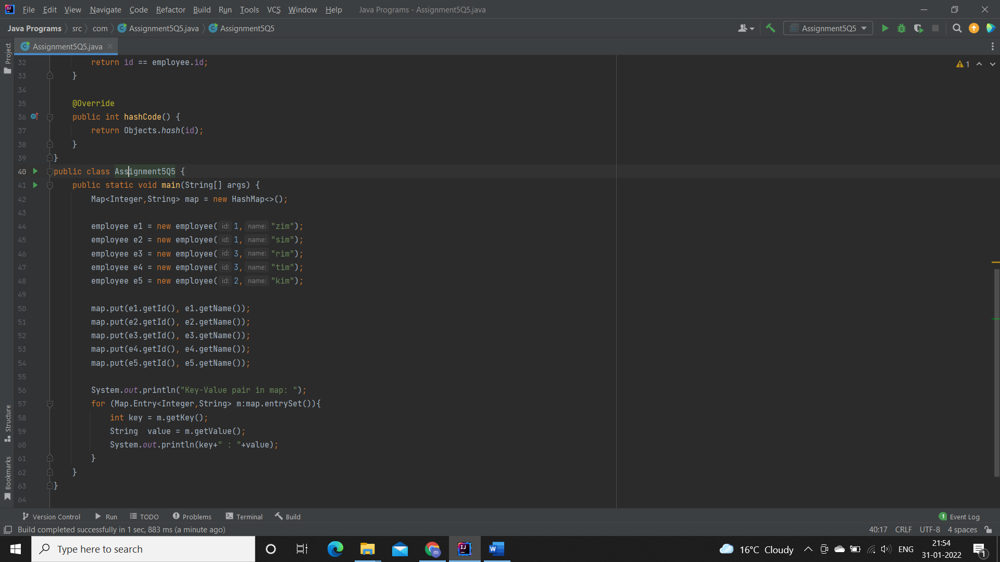 File Edit View Navigate Code Refactor Build Run Tools VCS Window Help Java Programs - Assignment5Q5.java
Java Programs src com Assignment5Q5.java Assignment5Q5 Assignment5Q5
Project
Assignment5Q5.java
1
32 return id == employee.id;
33 }
34
35 @Override
36 public int hashCode() {
37 return Objects.hash(id);
38 }
39 }
40 public class Assignment5Q5 {
41 public static void main(String[] args) {
42 Map<Integer,String> map = new HashMap<>();
43
44 employee e1 = new employee( id: 1, name: "zim");
45 employee e2 = new employee( id: 1, name: "sim");
46 employee e3 = new employee( id: 3, name: "rim");
47 employee e4 = new employee( id: 3, name: "tim");
48 employee e5 = new employee( id: 2, name: "kim");
49
50 map.put(e1.getId(), e1.getName());
51 map.put(e2.getId(), e2.getName());
52 map.put(e3.getId(), e3.getName());
53 map.put(e4.getId(), e4.getName());
54 map.put(e5.getId(), e5.getName());
55
56 System.out.println("Key-Value pair in map: ");
57 for (Map.Entry<Integer,String> m:map.entrySet()){
58 int key = m.getKey();
59 String  value = m.getValue();
60 System.out.println(key+" : "+value);
61 }
62 }
63 }
64
Structure
Bookmarks
Version Control Run TODO Problems Terminal Build 1 Event Log
Build completed successfully in 1 sec, 883 ms (a minute ago) 40:17 CRLF UTF-8 4 spaces
Type here to search 16°C Cloudy ENG 21:54
31-01-2022 1